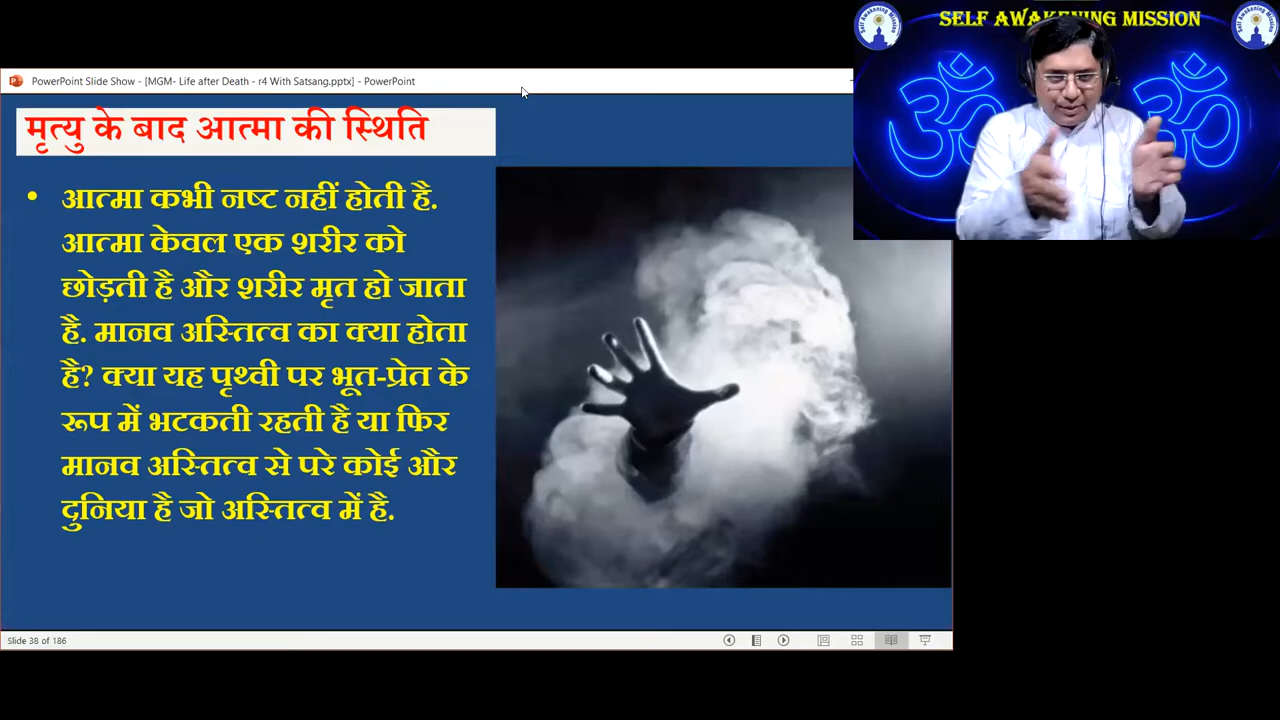 SELF AWAKENING MISSION
PowerPoint Slide Show - [MGM- Life after Death - r4 With Satsang.pptx] - PowerPoint
मृत्यु के बाद आत्मा की स्थिति
• आत्मा कभी नष्ट नहीं होती है.
आत्मा केवल एक शरीर को
छोड़ती है और शरीर मृत हो जाता
है. मानव अस्तित्व का क्या होता
है? क्या यह पृथ्वी पर भूत-प्रेत के
रूप में भटकती रहती है या फिर
मानव अस्तित्व से परे कोई और
दुनिया है जो अस्तित्व में है.
ॐ ॐ
Slide 38 of 186